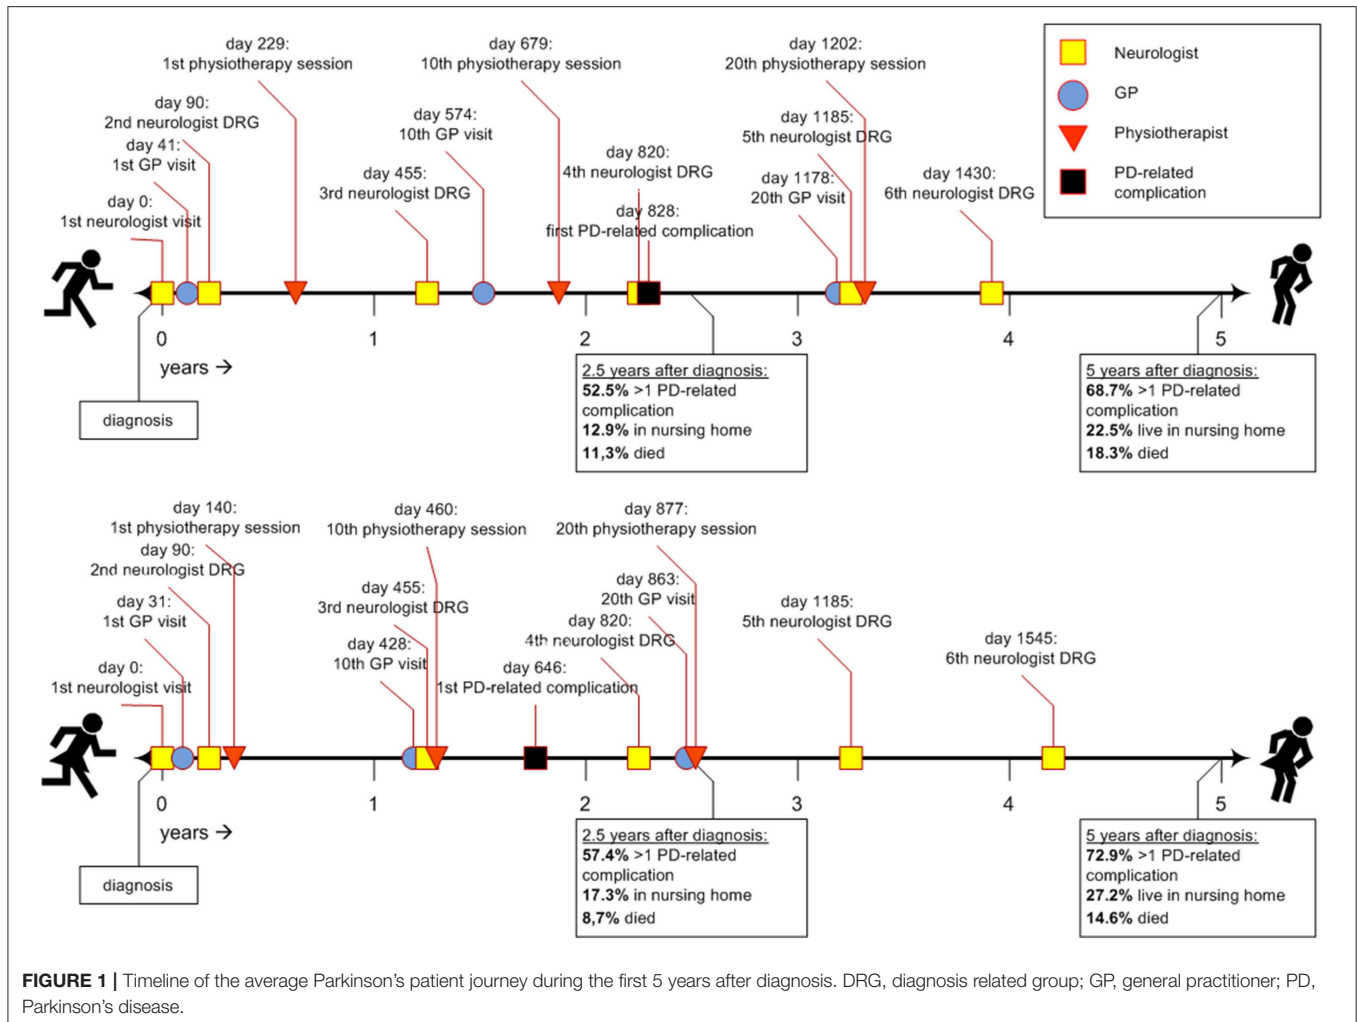 day 229:
1st physiotherapy session
day 679:
10th physiotherapy session
day 1202:
20th physiotherapy session
Neurologist
GP
Physiotherapist
PD-related
complication
day 90:
2nd neurologist DRG
day 41:
1st GP visit
day 574:
10th GP visit
day 1185:
5th neurologist DRG
day 0:
1st neurologist visit
day 455:
3rd neurologist DRG
day 820:
4th neurologist DRG
day 828:
first PD-related complication
day 1178:
20th GP visit
day 1430:
6th neurologist DRG
0
1
2
3
4
5
years →
diagnosis
2.5 years after diagnosis:
52.5% >1 PD-related
complication
12.9% in nursing home
11,3% died
5 years after diagnosis:
68.7% >1 PD-related
complication
22.5% live in nursing home
18.3% died
day 140:
1st physiotherapy session
day 90:
2nd neurologist DRG
day 31:
1st GP visit
day 0:
1st neurologist visit
day 460:
10th physiotherapy session
day 455:
3rd neurologist DRG
day 428:
10th GP visit
day 877:
20th physiotherapy session
day 863:
20th GP visit
day 820:
4th neurologist DRG
day 646:
1st PD-related complication
day 1185:
5th neurologist DRG
day 1545:
6th neurologist DRG
0
1
2
3
4
5
years →
diagnosis
2.5 years after diagnosis:
57.4% >1 PD-related
complication
17.3% in nursing home
8,7% died
5 years after diagnosis:
72.9% >1 PD-related
complication
27.2% live in nursing home
14.6% died
FIGURE 1 | Timeline of the average Parkinson's patient journey during the first 5 years after diagnosis. DRG, diagnosis related group; GP, general practitioner; PD,
Parkinson's disease.